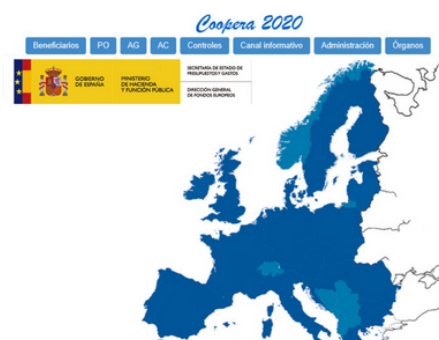 Coopera 2020
Beneficiarios PO AG AC Controles Canal informativo Administración Órganos
GOBIERNO DE ESPAÑA
MINISTERIO DE HACIENDA Y FUNCIÓN PÚBLICA
SECRETARÍA DE ESTADO DE PRESUPUESTOS Y GASTOS
DIRECCIÓN GENERAL DE FONDOS EUROPEOS